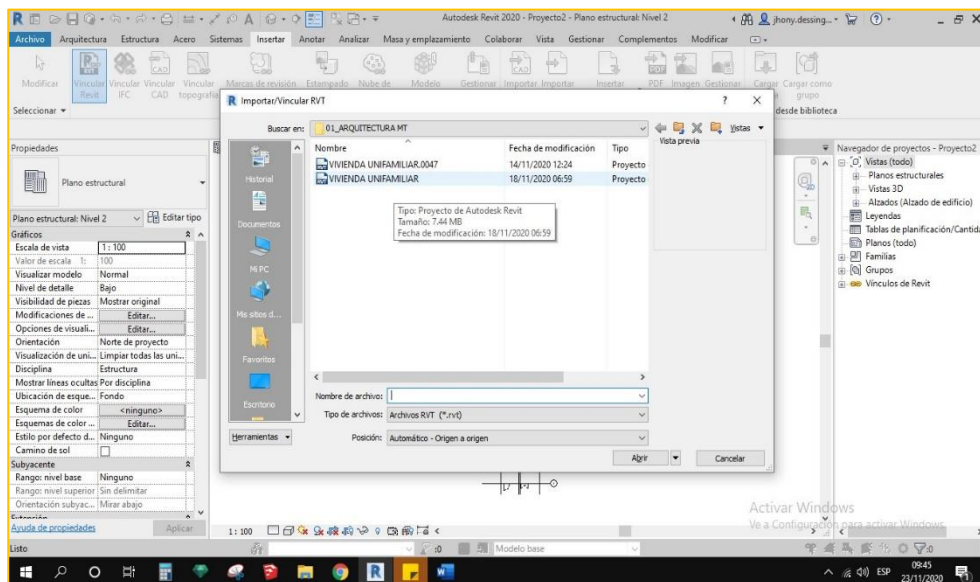 Autodesk Revit 2020 - Proyecto2 - Plano estructural: Nivel 2
jhony.dessing...
Archivo Arquitectura Estructura Acero Sistemas Insertar Anotar Analizar Masa y emplazamiento Colaborar Vista Gestionar Complementos Modificar
Modificar Vincular Vincular Vincular Vincular Marcas de revisión Estampado Nube de Modelo Gestionar Importar Importar Insertar PDF Imagen Gestionar Cargar Cargar como
Revit IFC CAD topografía grupo
Seleccionar desde biblioteca
Importar/Vincular RVT
Buscar en: 01_ARQUITECTURA MT Vistas
Nombre Fecha de modificación Tipo Vista previa
VIVIENDA UNIFAMILIAR.0047 14/11/2020 12:24 Proyecto
VIVIENDA UNIFAMILIAR 18/11/2020 06:59 Proyecto
Tipo: Proyecto de Autodesk Revit
Tamaño: 7.44 MB
Fecha de modificación: 18/11/2020 06:59
Historial
Documentos
Mi PC
Mis sitios d...
Favoritos
Escritorio
Nombre de archivo:
Tipo de archivos: Archivos RVT (*.rvt)
Herramientas Posición: Automático - Origen a origen
Abrir Cancelar
Propiedades
Plano estructural
Plano estructural: Nivel 2 Editar tipo
Gráficos
Escala de vista 1 : 100
Valor de escala 1: 100
Visualizar modelo Normal
Nivel de detalle Bajo
Visibilidad de piezas Mostrar original
Modificaciones de ... Editar...
Opciones de visuali... Editar...
Orientación Norte de proyecto
Visualización de uni... Limpiar todas las uni...
Disciplina Estructura
Mostrar líneas ocultas Por disciplina
Ubicación de esque... Fondo
Esquema de color <ninguno>
Esquemas de color ... Editar...
Estilo por defecto d... Ninguno
Camino de sol
Subyacente
Rango: nivel base Ninguno
Rango: nivel superior Sin delimitar
Orientación subyac... Mirar abajo
Extensión
Ayuda de propiedades Aplicar
Navegador de proyectos - Proyecto2
Vistas (todo)
Planos estructurales
Vistas 3D
Alzados (Alzado de edificio)
Leyendas
Tablas de planificación/Cantida
Planos (todo)
Familias
Grupos
Vínculos de Revit
Activar Windows
Ve a Configuración para activar Windows.
1 : 100
Listo :0 Modelo base :0
ESP 09:45
23/11/2020